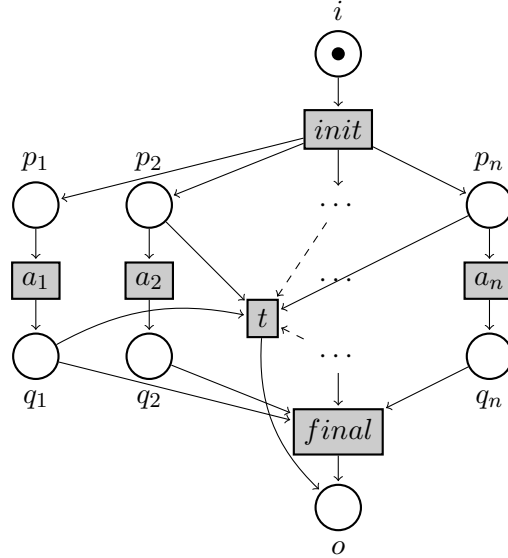 i
init
p₁ p₂ pₙ
...
a₁ a₂ ... aₙ
t
...
q₁ q₂ qₙ
final
o